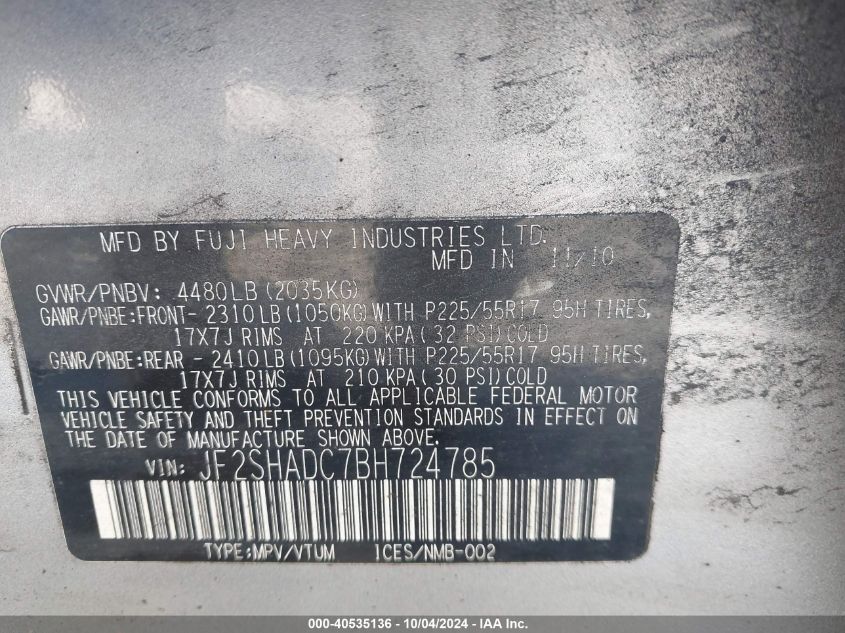 MFD BY FUJI HEAVY INDUSTRIES LTD.
MFD IN 11/10
GVWR/PNBV: 4480LB(2035KG)
GAWR/PNBE:FRONT- 2310LB(1050KG)WITH P225/55R17 95H TIRES,
17X7J RIMS AT 220 KPA(32 PSI)COLD
GAWR/PNBE:REAR - 2410LB(1095KG)WITH P225/55R17 95H TIRES,
17X7J RIMS AT 210 KPA(30 PSI)COLD
THIS VEHICLE CONFORMS TO ALL APPLICABLE FEDERAL MOTOR
VEHICLE SAFETY AND THEFT PREVENTION STANDARDS IN EFFECT ON
THE DATE OF MANUFACTURE SHOWN ABOVE.
VIN: JF2SHADC7BH724785
TYPE:MPV/VTUM ICES/NMB-002
000-40535136 - 10/04/2024 - IAA Inc.